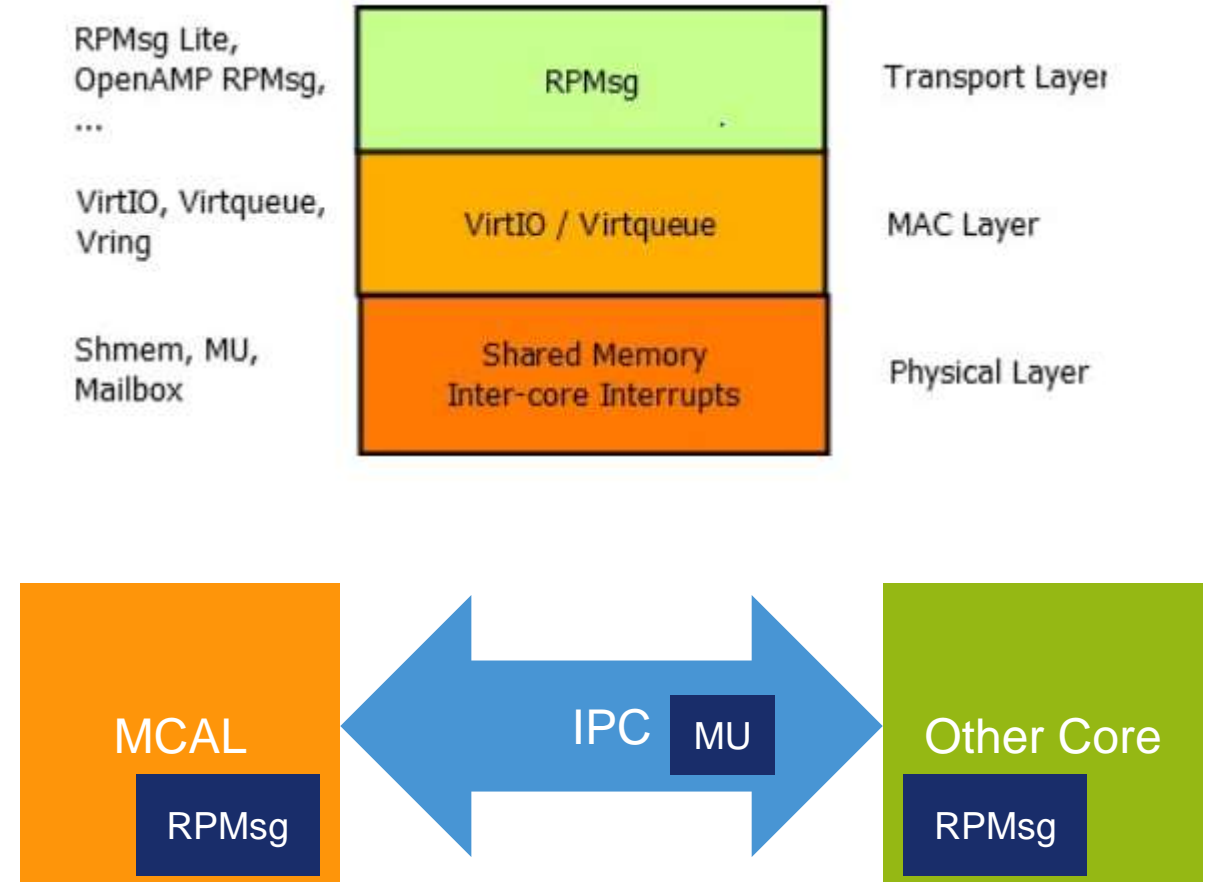 RPMsg Lite,
OpenAMP RPMsg,
...
RPMsg
Transport Layer
VirtIO, Virtqueue,
Vring
VirtIO / Virtqueue
MAC Layer
Shmem, MU,
Mailbox
Shared Memory
Inter-core Interrupts
Physical Layer
MCAL
RPMsg
IPC
MU
Other Core
RPMsg